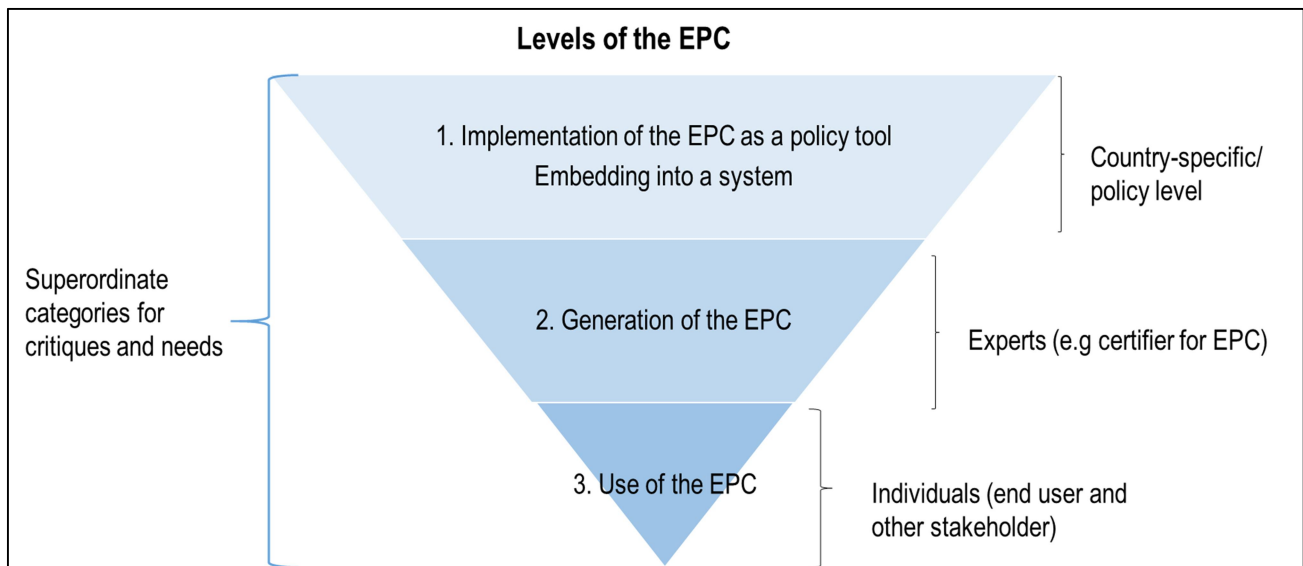 Levels of the EPC
1. Implementation of the EPC as a policy tool
Embedding into a system
Country-specific/
policy level
Superordinate
categories for
critiques and needs
2. Generation of the EPC
Experts (e.g certifier for EPC)
3. Use of the EPC
Individuals (end user and
other stakeholder)